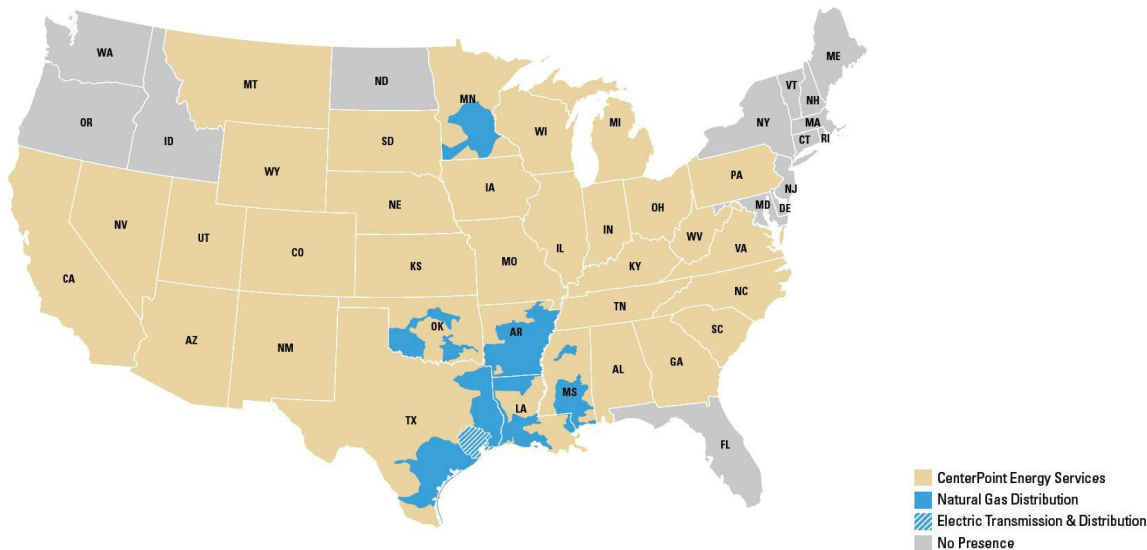 WA
MT
ND
MN
ME
VT
NH
OR
ID
SD
WI
MI
NY
MA
CT
RI
WY
IA
PA
NJ
NE
OH
MD
DE
NV
UT
IL
IN
WV
CO
VA
CA
KS
MO
KY
NC
TN
OK
AR
SC
AZ
NM
MS
AL
GA
LA
TX
FL
CenterPoint Energy Services
Natural Gas Distribution
Electric Transmission & Distribution
No Presence